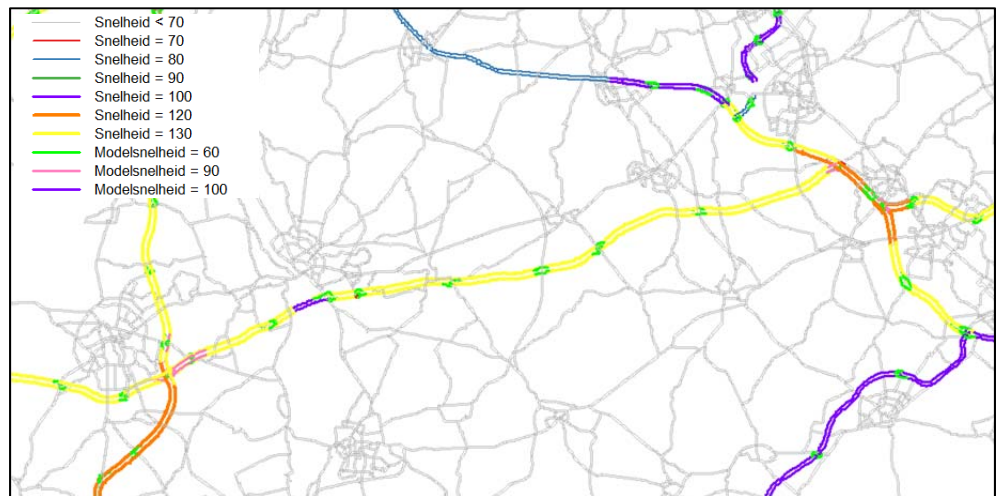 Snelheid < 70
Snelheid = 70
Snelheid = 80
Snelheid = 90
Snelheid = 100
Snelheid = 120
Snelheid = 130
Modelsnelheid = 60
Modelsnelheid = 90
Modelsnelheid = 100